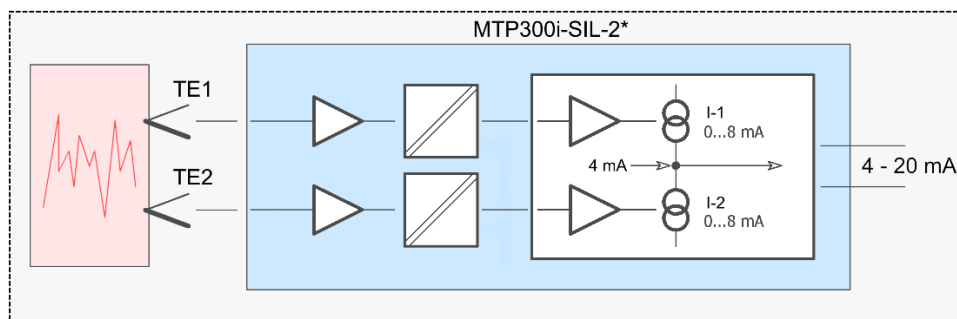 MTP300i-SIL-2*
TE1
I-1
0...8 mA
4 mA
4 - 20 mA
TE2
I-2
0...8 mA